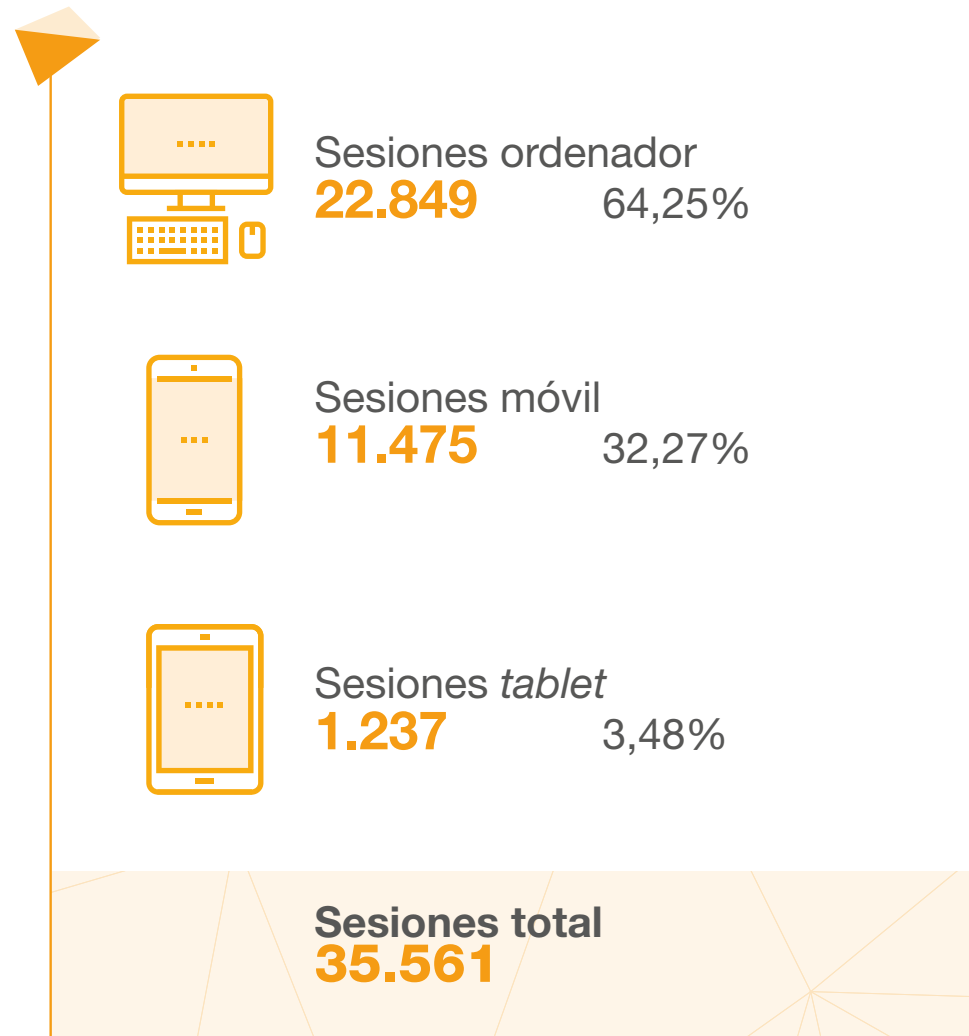 Sesiones ordenador
22.849 64,25%
Sesiones móvil
11.475 32,27%
Sesiones tablet
1.237 3,48%
Sesiones total
35.561